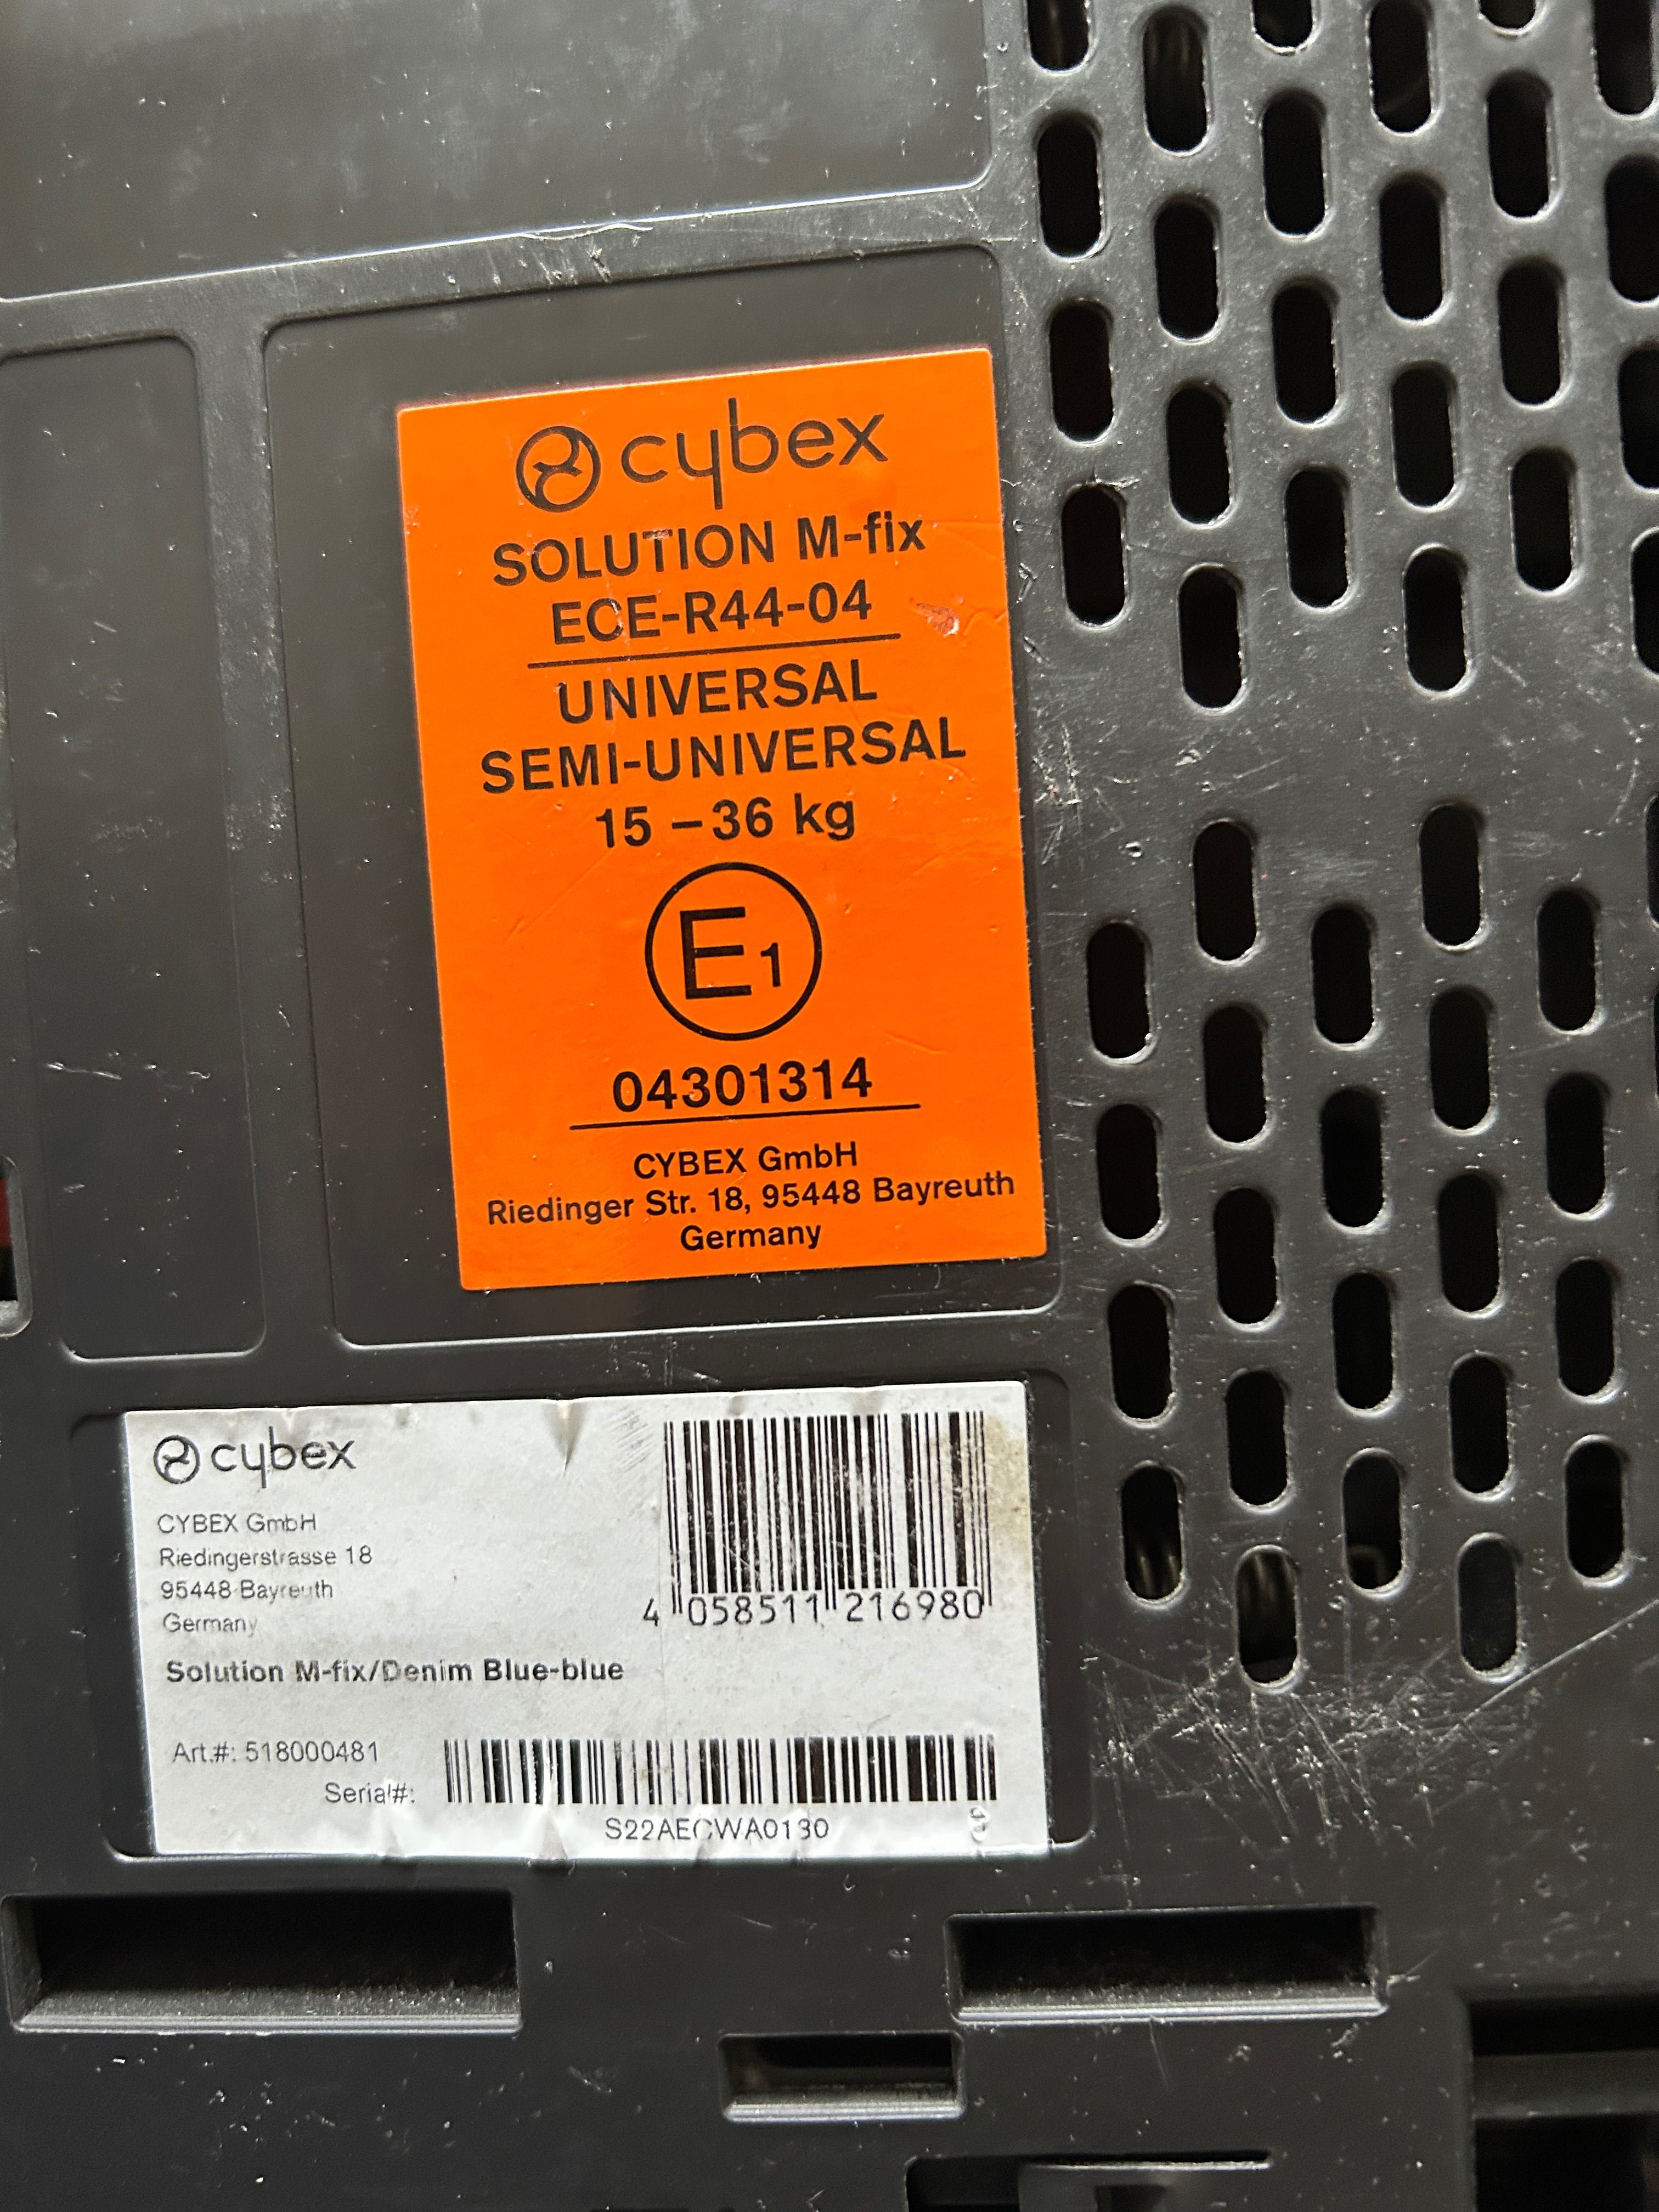 cybex
SOLUTION M-fix
ECE-R44-04
UNIVERSAL
SEMI-UNIVERSAL
15 – 36 kg
E1
04301314
CYBEX GmbH
Riedinger Str. 18, 95448 Bayreuth
Germany
cybex
CYBEX GmbH
Riedingerstrasse 18
95448 Bayreuth
Germany
4 058511 216980
Solution M-fix/Denim Blue-blue
Art.#: 518000481
Serial#:
S22AECWA0130